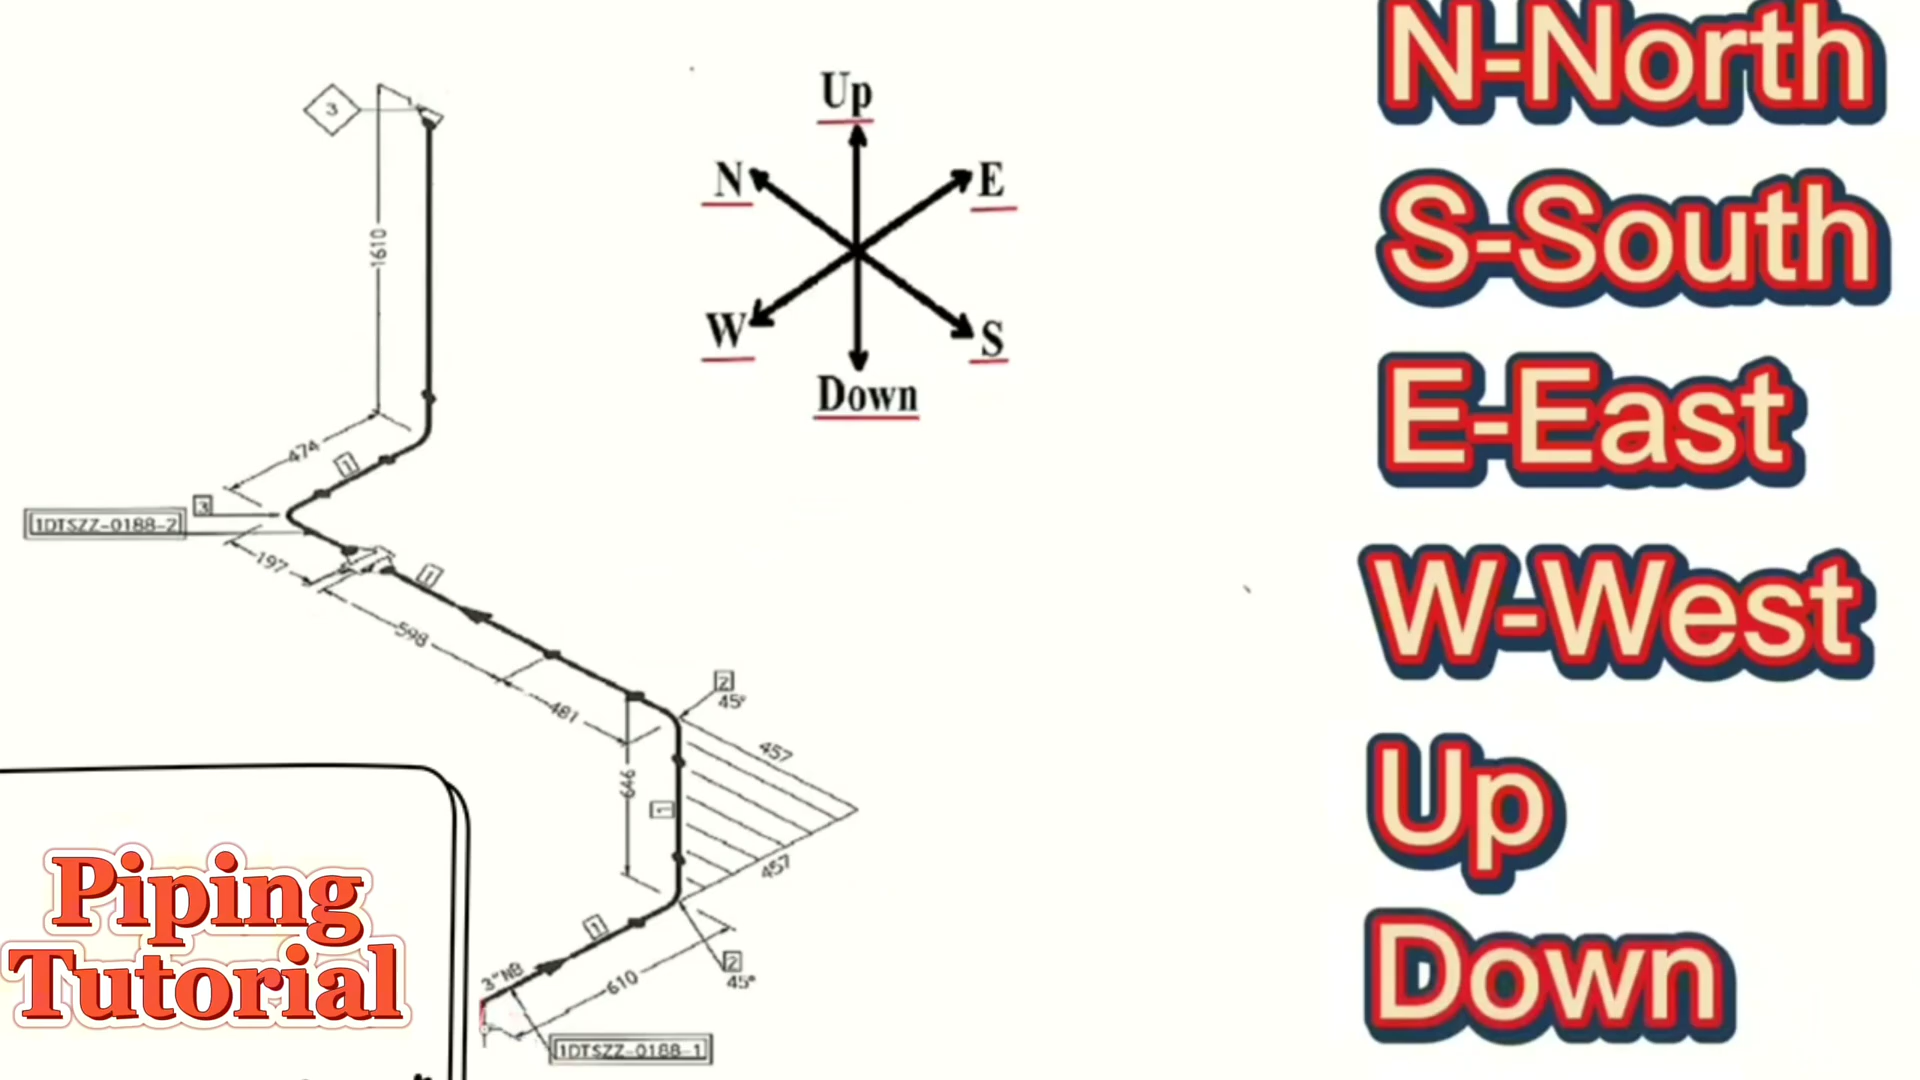 N-North
S-South
E-East
W-West
Up
Down
Up
N
E
W
S
Down
3
1610
474
1
3
1DTSZZ-0188-2
197
1
598
481
2
45°
457
646
1
457
1
3"NB
610
2
45°
1DTSZZ-0188-1
Piping
Tutorial